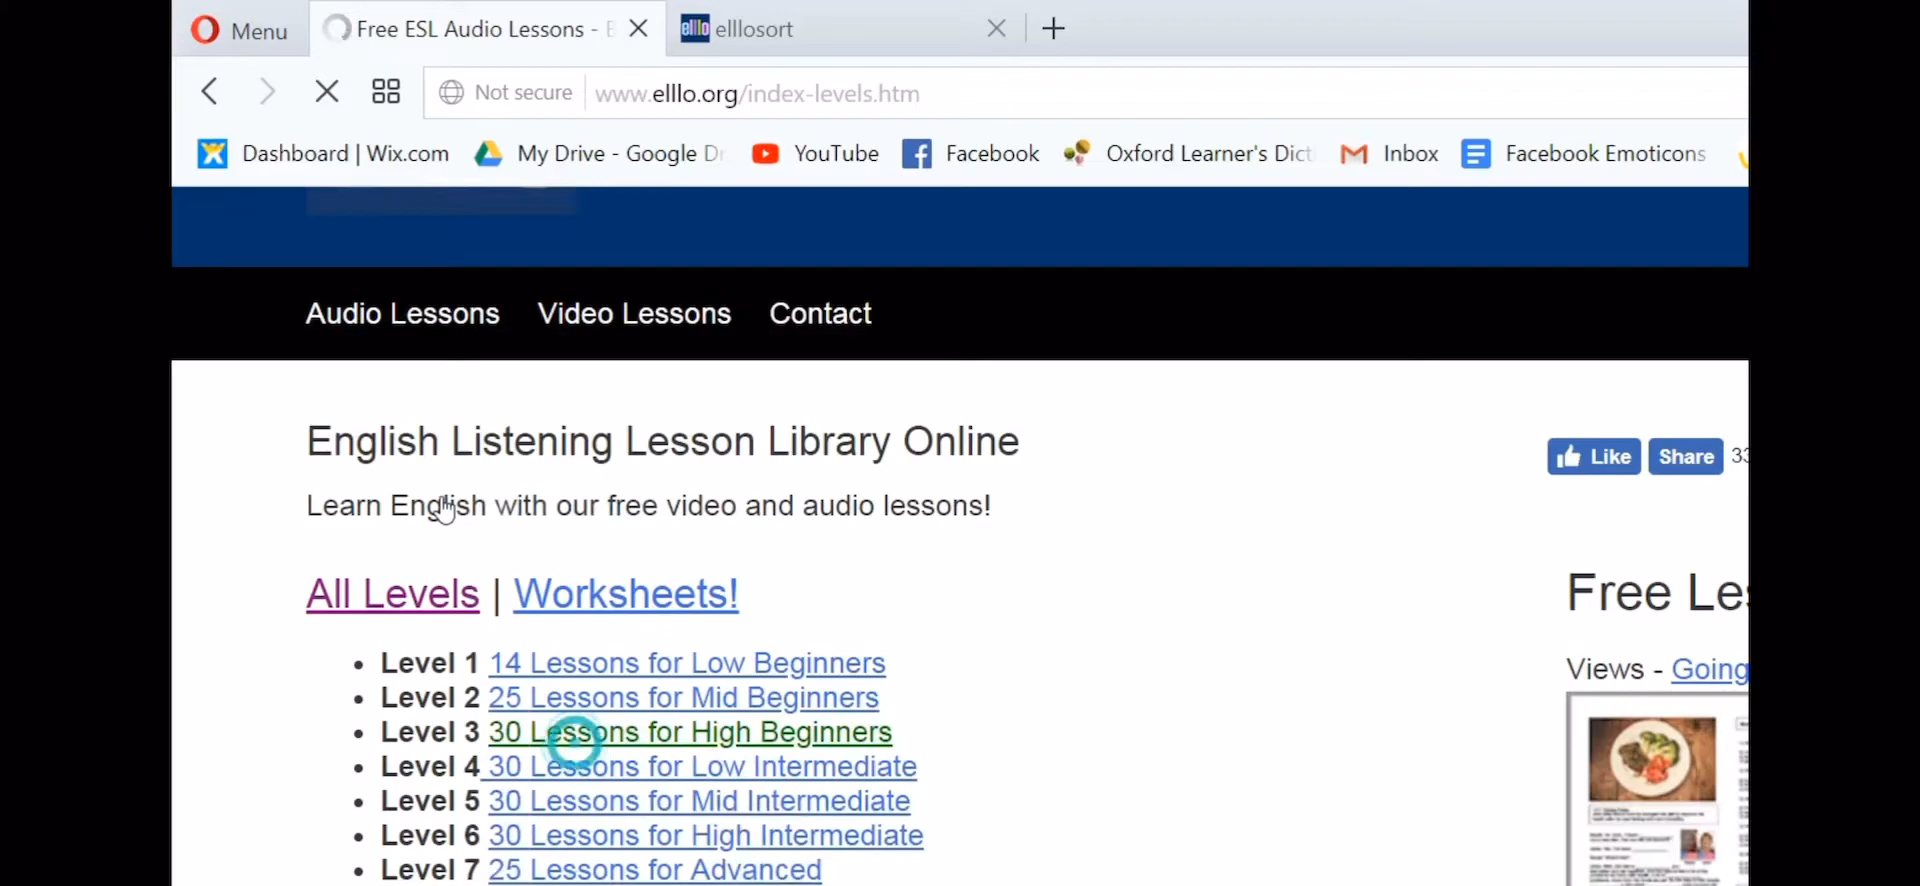 Menu
Free ESL Audio Lessons -
elllo elllosort
Not secure www.elllo.org/index-levels.htm
Dashboard | Wix.com
My Drive - Google
YouTube
Facebook
Oxford Learner's Dict
Inbox
Facebook Emoticons
Audio Lessons
Video Lessons
Contact
English Listening Lesson Library Online
Learn English with our free video and audio lessons!
Like
Share
All Levels | Worksheets!
Level 1 14 Lessons for Low Beginners
Level 2 25 Lessons for Mid Beginners
Level 3 30 Lessons for High Beginners
Level 4 30 Lessons for Low Intermediate
Level 5 30 Lessons for Mid Intermediate
Level 6 30 Lessons for High Intermediate
Level 7 25 Lessons for Advanced
Free Les
Views - Going